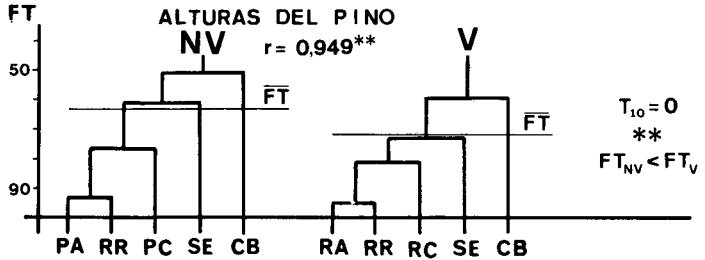 FT
ALTURAS DEL PINO
NV
r = 0,949**
V
50
FT
FT
T10 = 0
**
FTNV < FTV
90
PA RR PC SE CB
RA RR RC SE CB